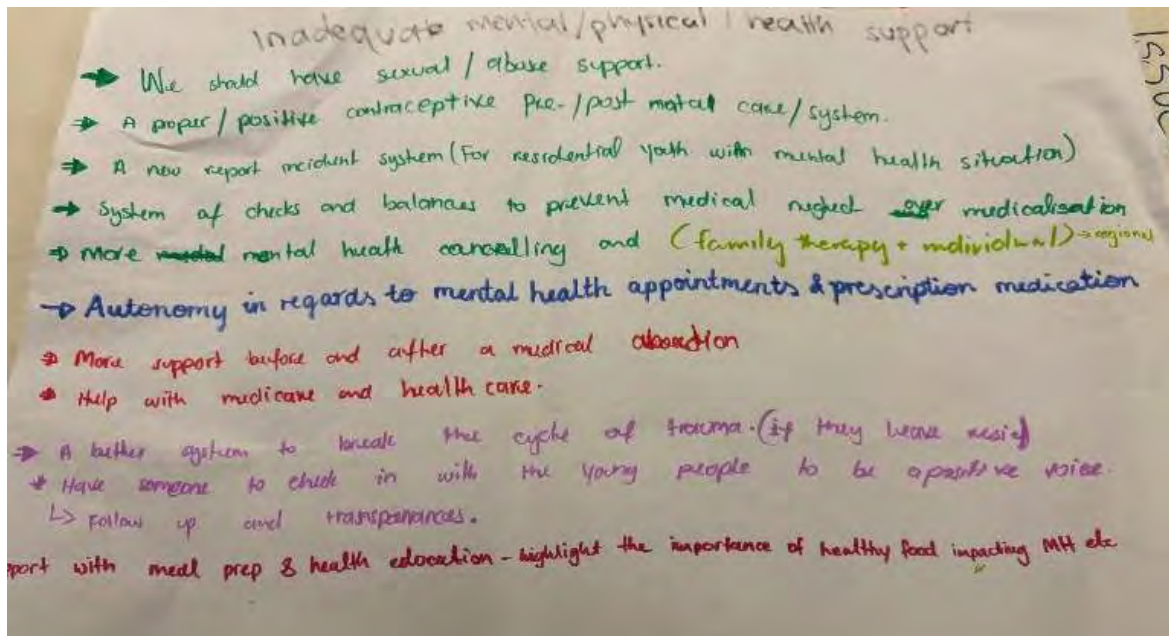 Inadequate mental/physical/health support
→ We should have sexual/abuse support.
→ A proper/positive contraceptive pre-/post matal care/system.
→ A new report incident system (For residential youth with mental health situation)
→ System of checks and balances to prevent medical neglect over medicalisation
→ More mental heath cancelling and (family therapy + individual) → regional
→ Autonomy in regards to mental health appointments & prescription medication
→ More support before and after a medical
→ Help with medicare and health care.
→ A better system to break the cycle of trauma. (if they leave resi)
→ Have someone to check in with the young people to be a positive voice.
↳ Follow up and transparances.
port with meal prep & health education - highlight the importance of healthy food impacting MH etc